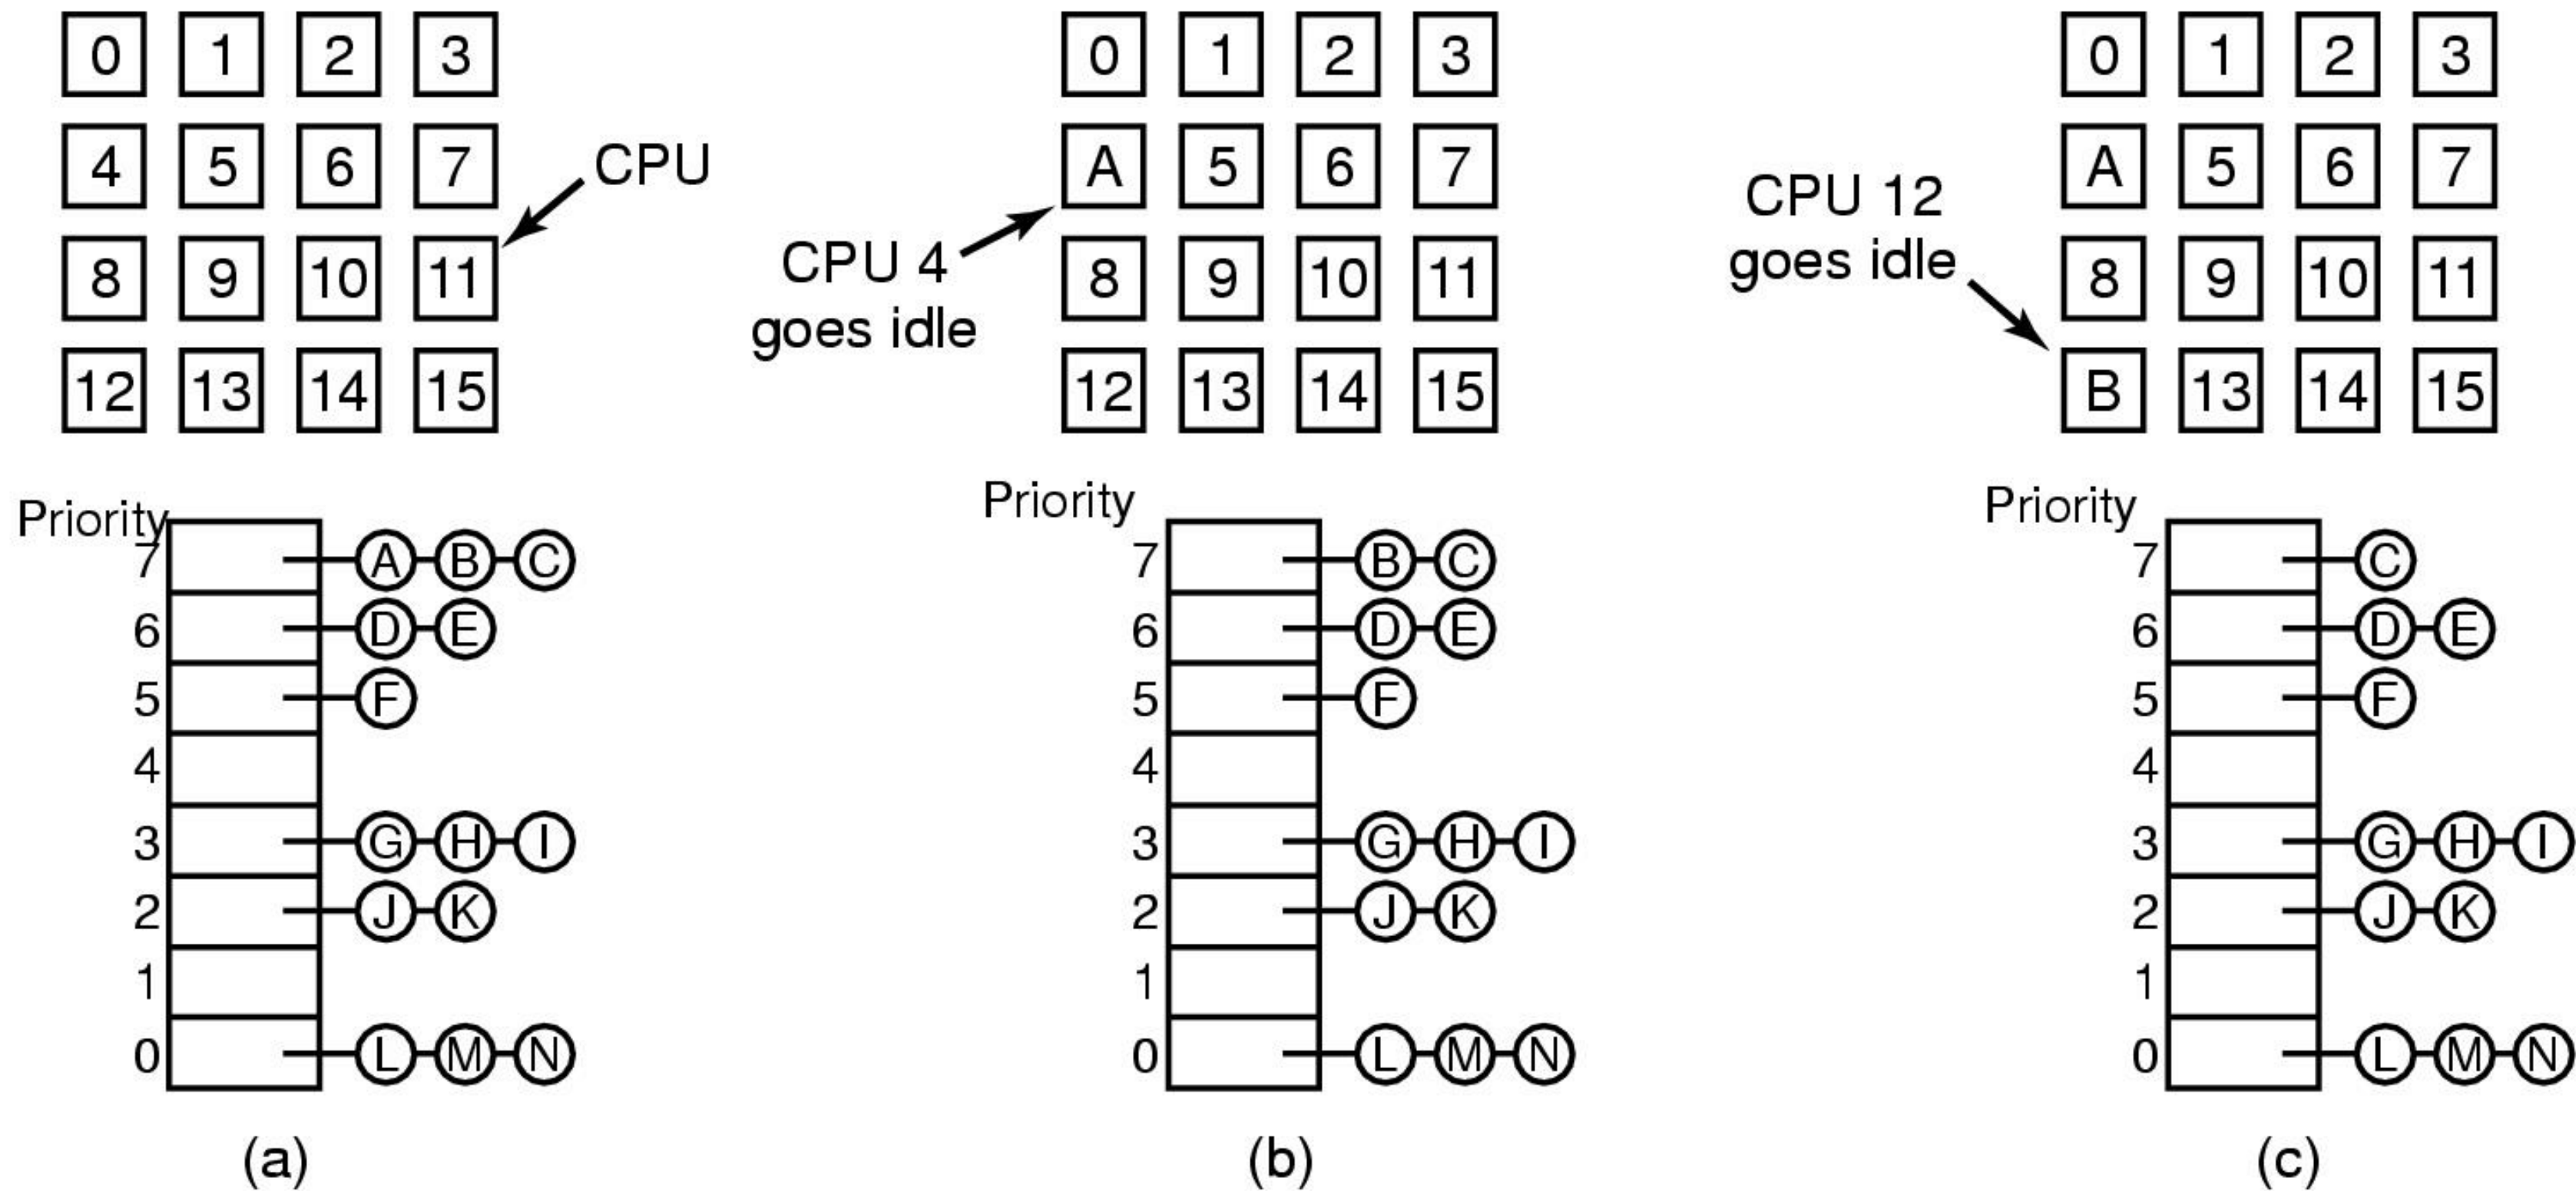 0 1 2 3
4 5 6 7
8 9 10 11
12 13 14 15
CPU
Priority
7 A B C
6 D E
5 F
4
3 G H I
2 J K
1
0 L M N
(a)
0 1 2 3
A 5 6 7
8 9 10 11
12 13 14 15
CPU 4
goes idle
Priority
7 B C
6 D E
5 F
4
3 G H I
2 J K
1
0 L M N
(b)
0 1 2 3
A 5 6 7
8 9 10 11
B 13 14 15
CPU 12
goes idle
Priority
7 C
6 D E
5 F
4
3 G H I
2 J K
1
0 L M N
(c)